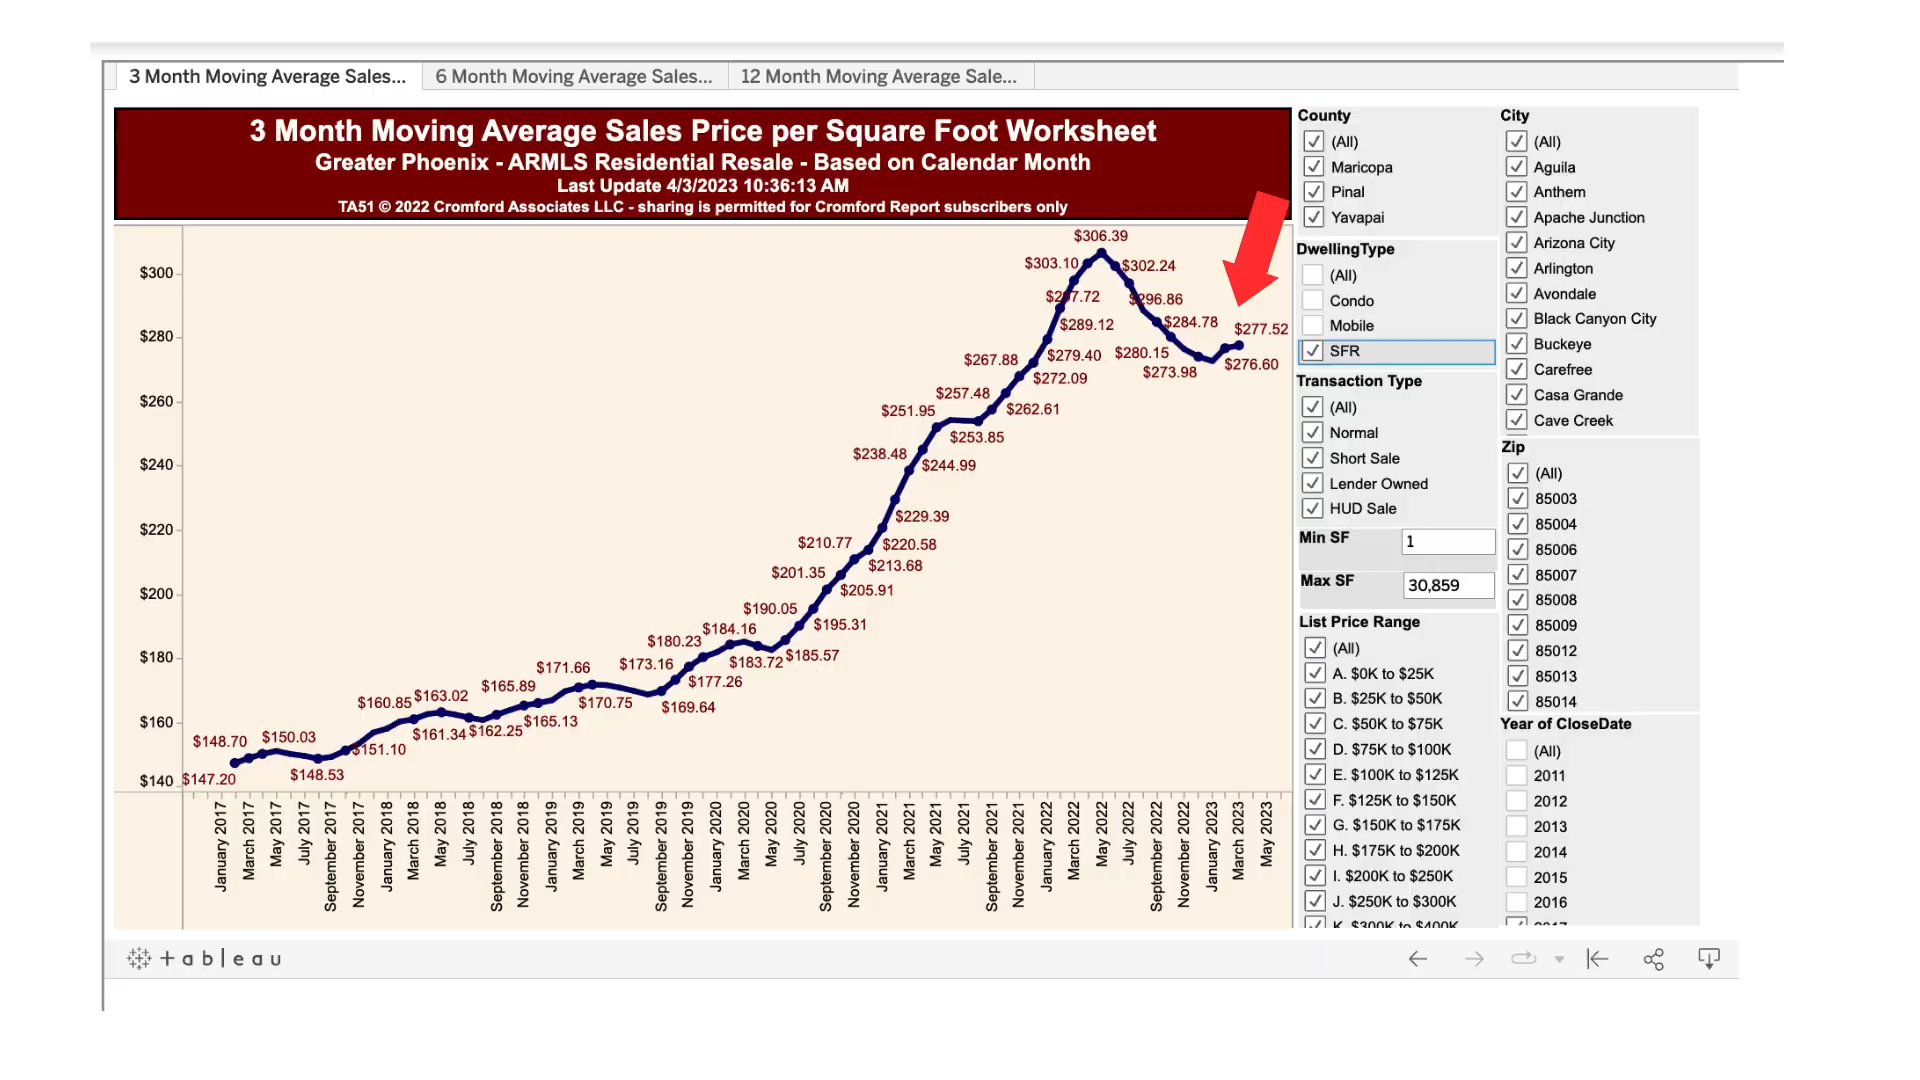 3 Month Moving Average Sales...
6 Month Moving Average Sales...
12 Month Moving Average Sale...
3 Month Moving Average Sales Price per Square Foot Worksheet
Greater Phoenix - ARMLS Residential Resale - Based on Calendar Month
Last Update 4/3/2023 10:36:13 AM
TA51 © 2022 Cromford Associates LLC - sharing is permitted for Cromford Report subscribers only
$300
$280
$260
$240
$220
$200
$180
$160
$140
$147.20
$148.70
$150.03
$148.53
$151.10
$160.85
$161.34
$163.02
$162.25
$165.89
$165.13
$171.66
$170.75
$173.16
$169.64
$180.23
$177.26
$184.16
$183.72
$190.05
$185.57
$195.31
$201.35
$205.91
$210.77
$213.68
$220.58
$229.39
$238.48
$244.99
$251.95
$253.85
$257.48
$262.61
$267.88
$272.09
$279.40
$289.12
$297.72
$303.10
$306.39
$302.24
$296.86
$284.78
$280.15
$273.98
$276.60
$277.52
January 2017
March 2017
May 2017
July 2017
September 2017
November 2017
January 2018
March 2018
May 2018
July 2018
September 2018
November 2018
January 2019
March 2019
May 2019
July 2019
September 2019
November 2019
January 2020
March 2020
May 2020
July 2020
September 2020
November 2020
January 2021
March 2021
May 2021
July 2021
September 2021
November 2021
January 2022
March 2022
May 2022
July 2022
September 2022
November 2022
January 2023
March 2023
May 2023
County
(All)
Maricopa
Pinal
Yavapai
DwellingType
(All)
Condo
Mobile
SFR
Transaction Type
(All)
Normal
Short Sale
Lender Owned
HUD Sale
Min SF
1
Max SF
30,859
List Price Range
(All)
A. $0K to $25K
B. $25K to $50K
C. $50K to $75K
D. $75K to $100K
E. $100K to $125K
F. $125K to $150K
G. $150K to $175K
H. $175K to $200K
I. $200K to $250K
J. $250K to $300K
K. $300K to $400K
City
(All)
Aguila
Anthem
Apache Junction
Arizona City
Arlington
Avondale
Black Canyon City
Buckeye
Carefree
Casa Grande
Cave Creek
Zip
(All)
85003
85004
85006
85007
85008
85009
85012
85013
85014
Year of CloseDate
(All)
2011
2012
2013
2014
2015
2016
2017
+ a b l e a u